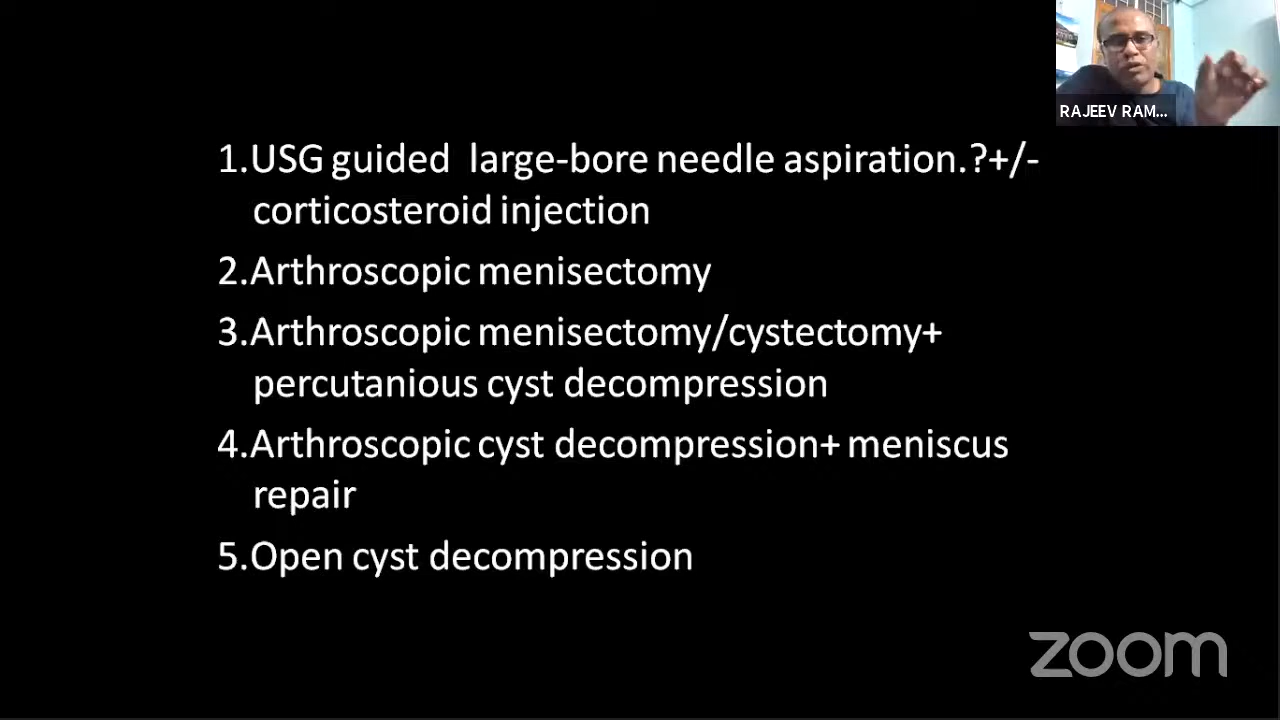 RAJEEV RAM...
1.USG guided large-bore needle aspiration.?+/-
corticosteroid injection
2.Arthroscopic menisectomy
3.Arthroscopic menisectomy/cystectomy+
percutanious cyst decompression
4.Arthroscopic cyst decompression+ meniscus
repair
5.Open cyst decompression
zoom